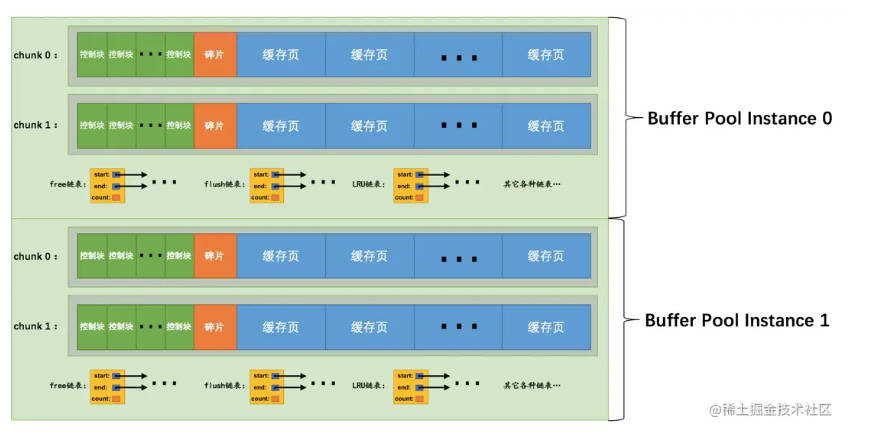 chunk 0： 控制块 控制块 ··· 控制块 碎片 缓存页 缓存页 ··· 缓存页
chunk 1： 控制块 控制块 ··· 控制块 碎片 缓存页 缓存页 ··· 缓存页
Buffer Pool Instance 0
free链表： start: end: count: ···
flush链表： start: end: count: ···
LRU链表： start: end: count: ···
其它各种链表…
chunk 0： 控制块 控制块 ··· 控制块 碎片 缓存页 缓存页 ··· 缓存页
chunk 1： 控制块 控制块 ··· 控制块 碎片 缓存页 缓存页 ··· 缓存页
Buffer Pool Instance 1
free链表： start: end: count: ···
flush链表： start: end: count: ···
LRU链表： start: end: count: ···
其它各种链表…
@稀土掘金技术社区